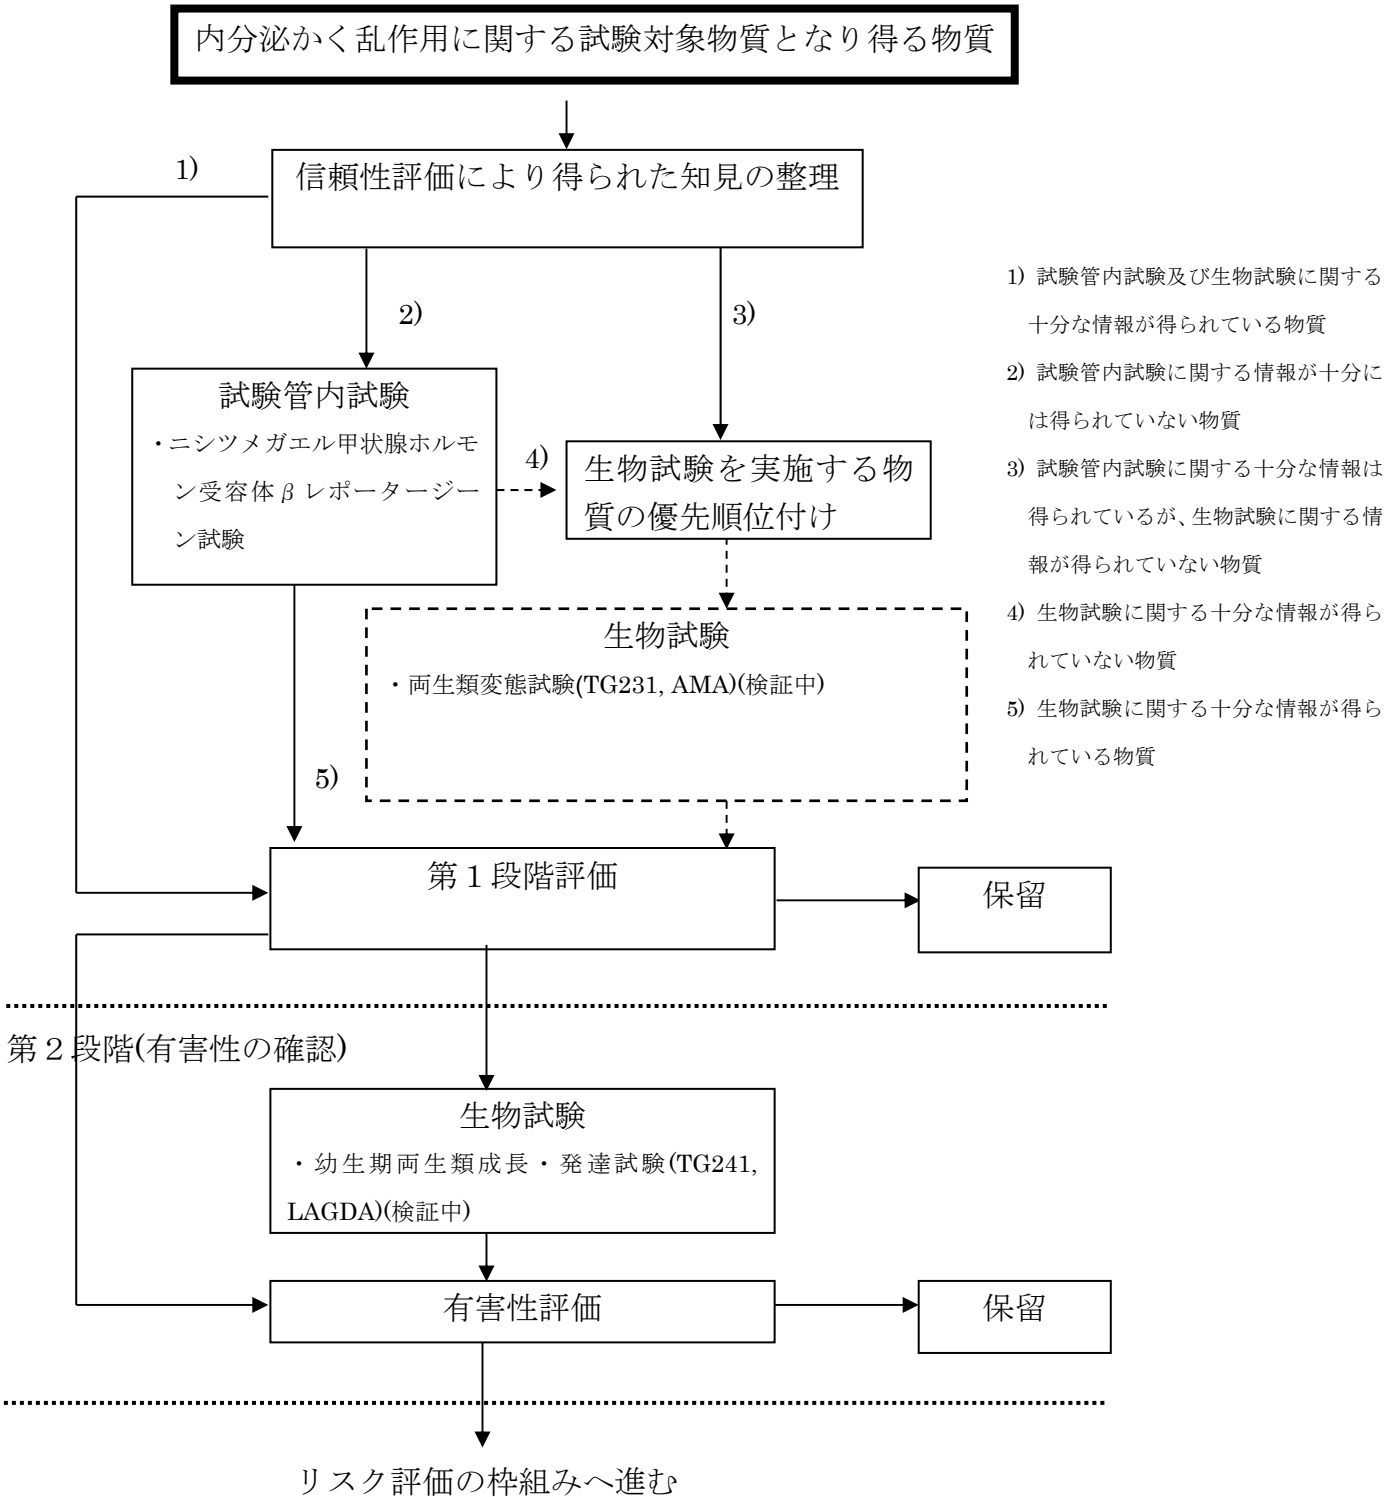 内分泌かく乱作用に関する試験対象物質となり得る物質
1)
信頼性評価により得られた知見の整理
2)
3)
試験管内試験
・ニシツメガエル甲状腺ホルモ
ン受容体βレポータージー
ン試験
4)
生物試験を実施する物
質の優先順位付け
生物試験
・両生類変態試験(TG231, AMA)(検証中)
5)
1) 試験管内試験及び生物試験に関する
十分な情報が得られている物質
2) 試験管内試験に関する情報が十分に
は得られていない物質
3) 試験管内試験に関する十分な情報は
得られているが、生物試験に関する情
報が得られていない物質
4) 生物試験に関する十分な情報が得ら
れていない物質
5) 生物試験に関する十分な情報が得ら
れている物質
第１段階評価
保留
第２段階(有害性の確認)
生物試験
・幼生期両生類成長・発達試験(TG241,
LAGDA)(検証中)
有害性評価
保留
リスク評価の枠組みへ進む